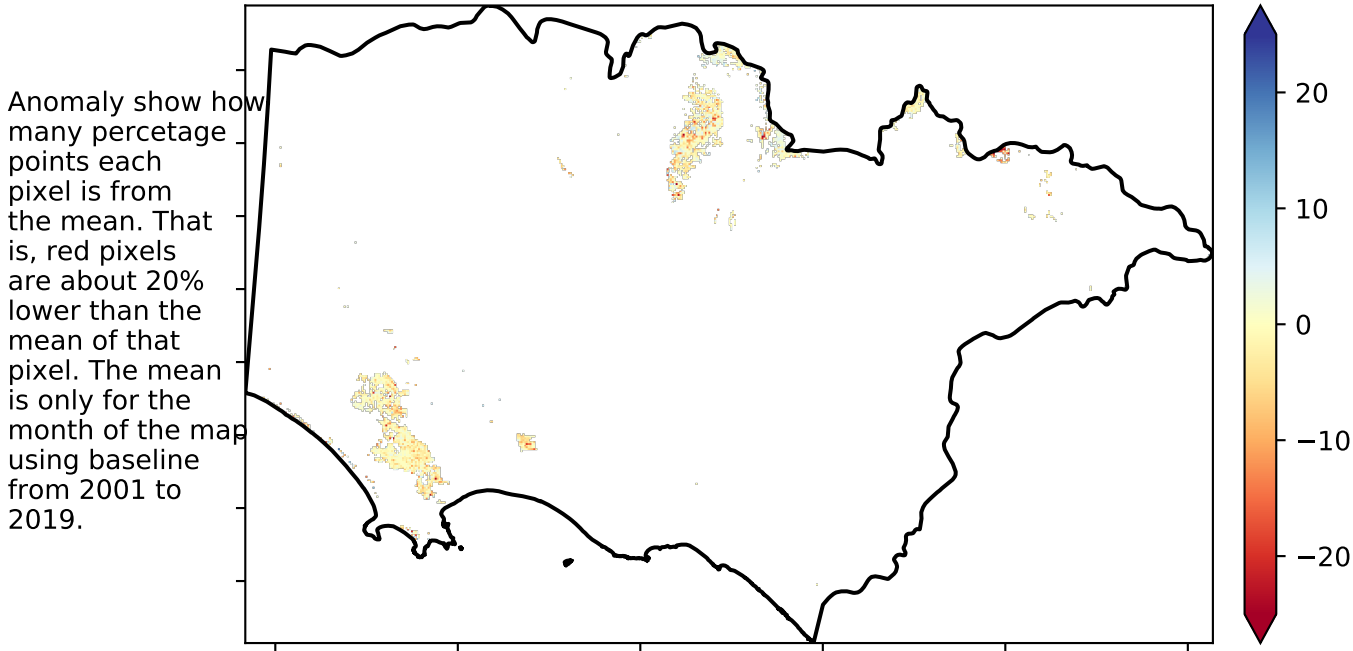 Anomaly show how
many percetage
points each
pixel is from
the mean. That
is, red pixels
are about 20%
lower than the
mean of that
pixel. The mean
is only for the
month of the map
using baseline
from 2001 to
2019.
20
10
0
−10
−20